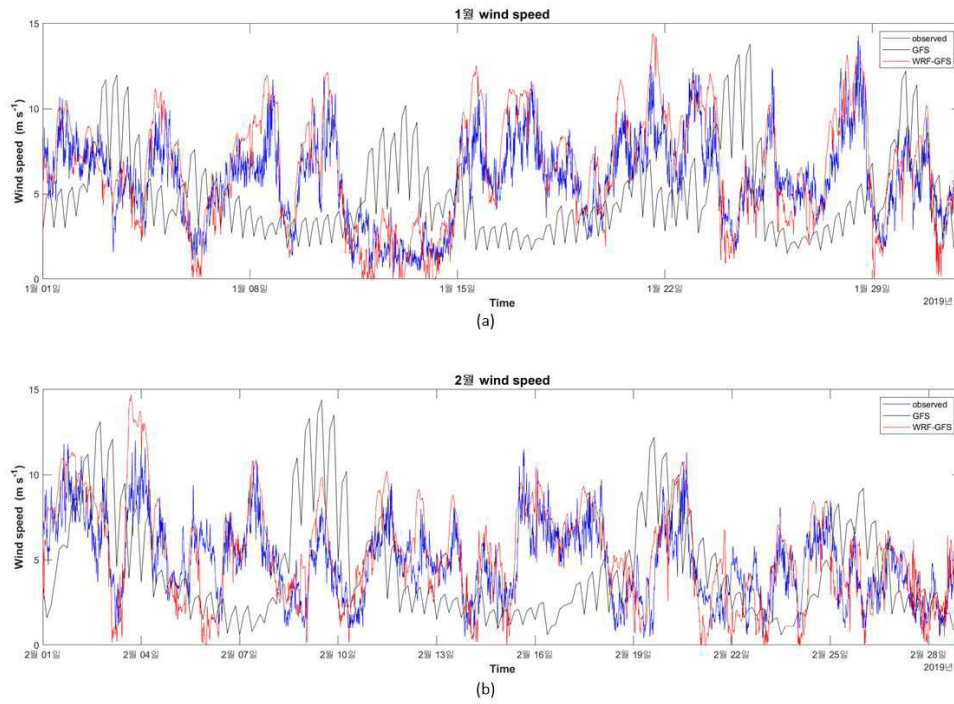 1월 wind speed
15
10
5
0
Wind speed (m s⁻¹)
observed
GFS
WRF-GFS
1월 01일 1월 08일 1월 15일 1월 22일 1월 29일
Time
2019년
(a)
2월 wind speed
15
10
5
0
Wind speed (m s⁻¹)
observed
GFS
WRF-GFS
2월 01일 2월 04일 2월 07일 2월 10일 2월 13일 2월 16일 2월 19일 2월 22일 2월 25일 2월 28일
Time
2019년
(b)